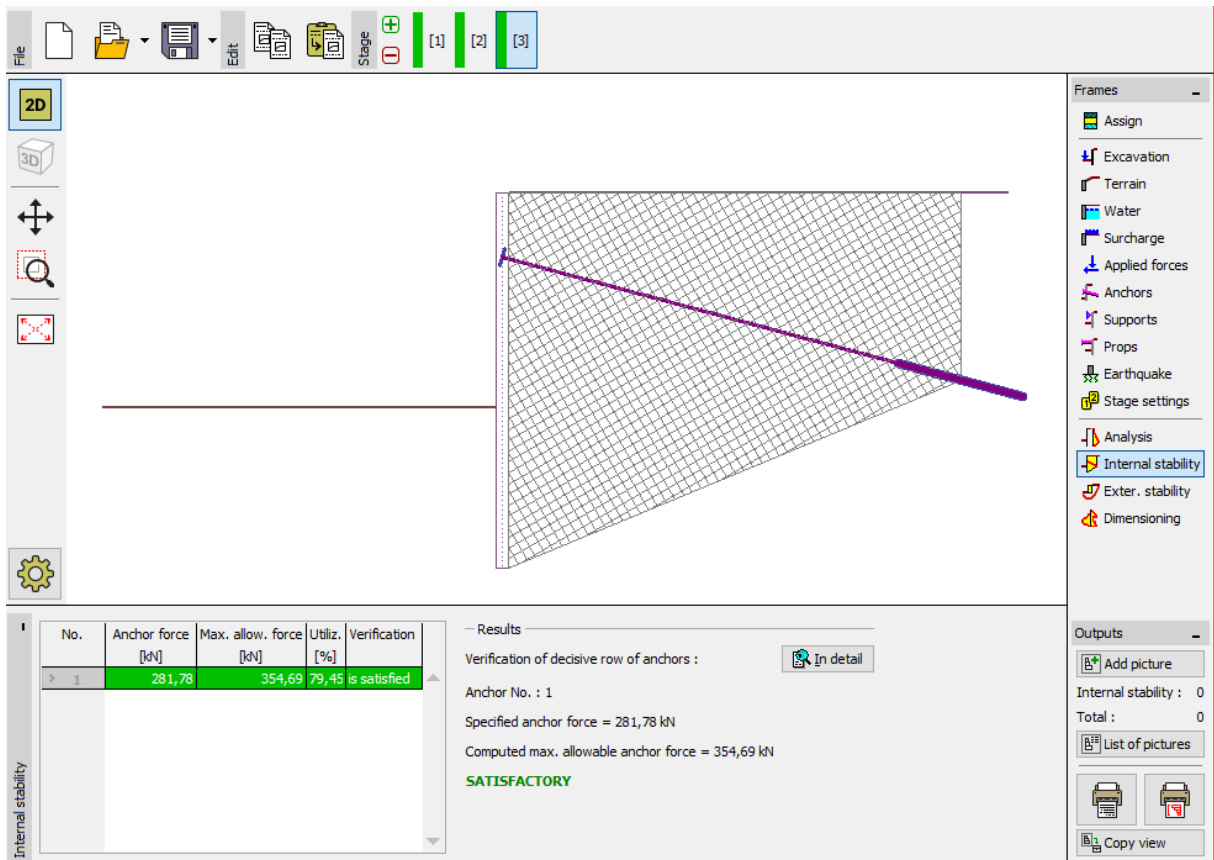 File
Edit
Stage
[1]
[2]
[3]
2D
3D
Frames
Assign
Excavation
Terrain
Water
Surcharge
Applied forces
Anchors
Supports
Props
Earthquake
Stage settings
Analysis
Internal stability
Exter. stability
Dimensioning
Internal stability
No. Anchor force Max. allow. force Utiliz. Verification
[kN] [kN] [%]
1 281,78 354,69 79,45 is satisfied
Results
Verification of decisive row of anchors :
In detail
Anchor No. : 1
Specified anchor force = 281,78 kN
Computed max. allowable anchor force = 354,69 kN
SATISFACTORY
Outputs
Add picture
Internal stability : 0
Total : 0
List of pictures
Copy view